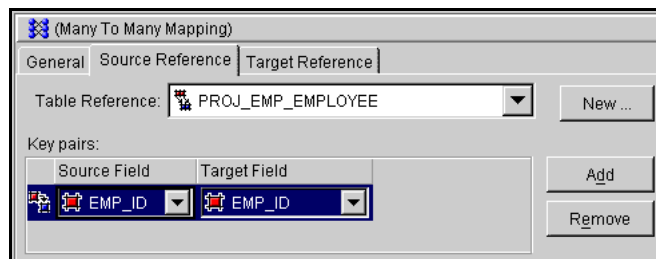 (Many To Many Mapping)
General Source Reference Target Reference
Table Reference: PROJ_EMP_EMPLOYEE New ...
Key pairs:
Source Field Target Field
EMP_ID EMP_ID
Add
Remove